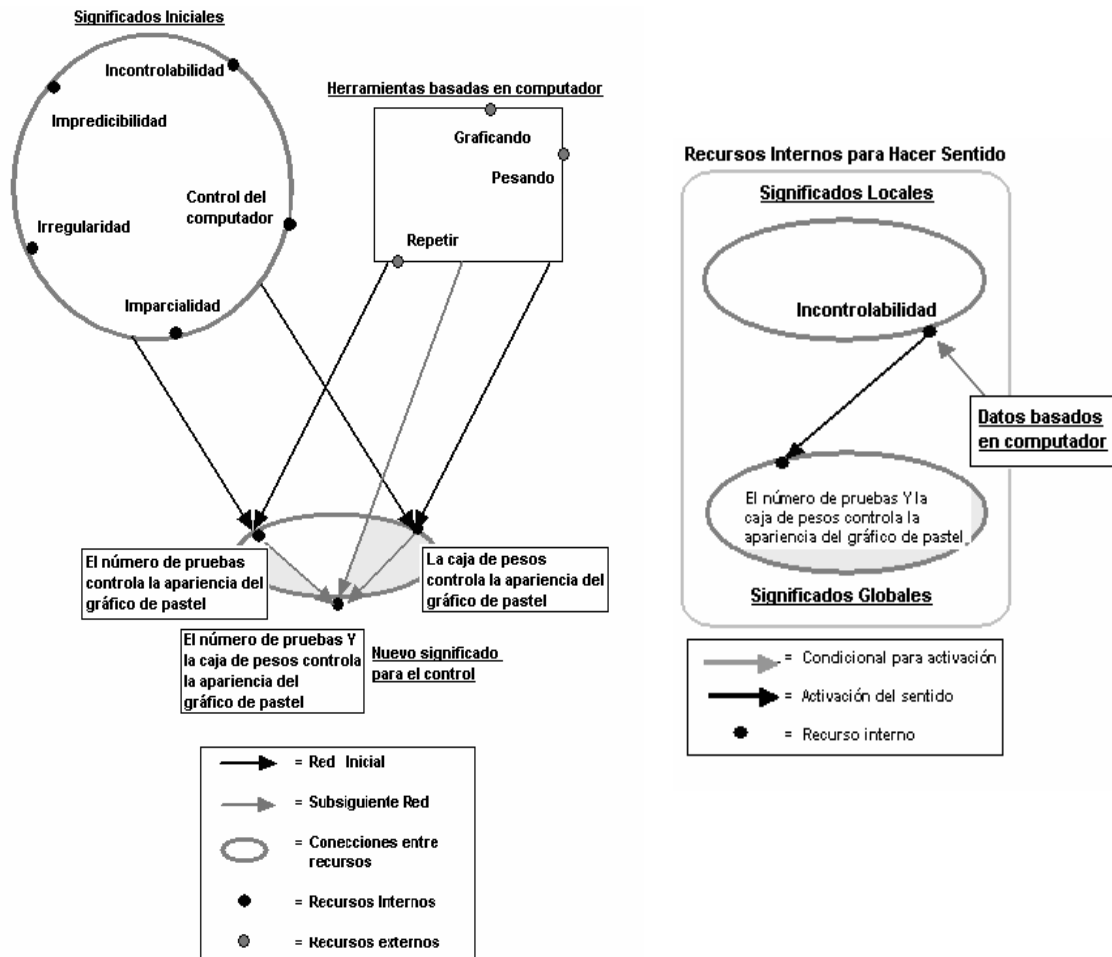 Significados Iniciales
Incontrolabilidad
Impredicibilidad
Control del
computador
Irregularidad
Imparcialidad
Herramientas basadas en computador
Graficando
Pesando
Repetir
El número de pruebas
controla la apariencia del
gráfico de pastel
La caja de pesos
controla la apariencia del
gráfico de pastel
El número de pruebas Y
la caja de pesos controla
la apariencia del
gráfico de pastel
Nuevo significado
para el control
= Red Inicial
= Subsiguiente Red
= Conecciones entre
recursos
= Recursos Internos
= Recursos externos
Recursos Internos para Hacer Sentido
Significados Locales
Incontrolabilidad
Datos basados
en computador
El número de pruebas Y la
caja de pesos controla la
apariencia del gráfico de pastel
Significados Globales
= Condicional para activación
= Activación del sentido
= Recurso interno